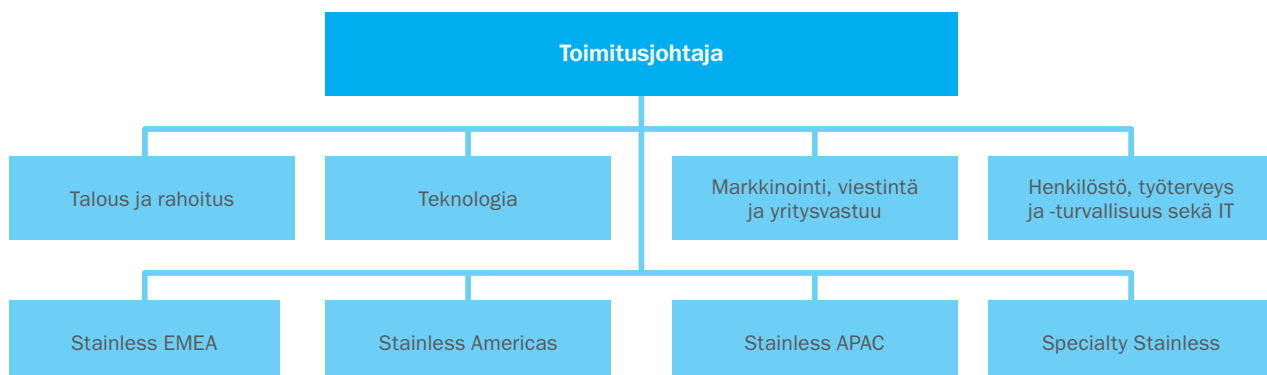 Toimitusjohtaja
Talous ja rahoitus
Teknologia
Markkinointi, viestintä
ja yritysvastuu
Henkilöstö, työterveys
ja -turvallisuus sekä IT
Stainless EMEA
Stainless Americas
Stainless APAC
Specialty Stainless